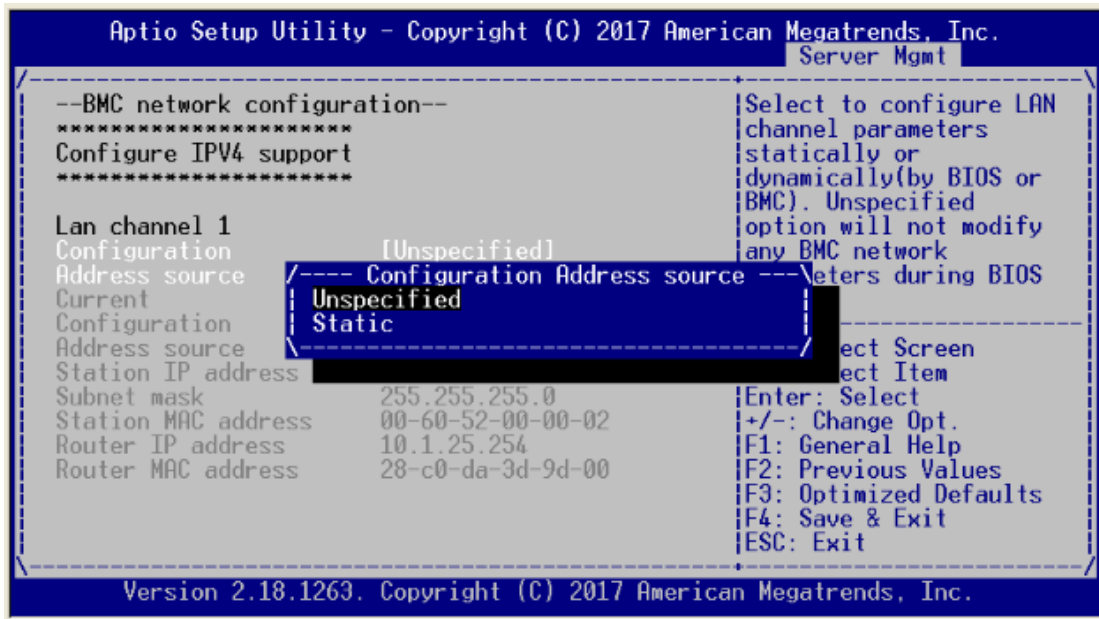 Aptio Setup Utility - Copyright (C) 2017 American Megatrends, Inc.
Server Mgmt
--BMC network configuration--
**********************
Configure IPV4 support
**********************
Lan channel 1
Configuration [Unspecified]
Address source
Current
Configuration
Address source
Station IP address
Subnet mask 255.255.255.0
Station MAC address 00-60-52-00-00-02
Router IP address 10.1.25.254
Router MAC address 28-c0-da-3d-9d-00
/---- Configuration Address source ---\
Unspecified
Static
Select to configure LAN
channel parameters
statically or
dynamically(by BIOS or
BMC). Unspecified
option will not modify
any BMC network
eters during BIOS
ect Screen
ect Item
Enter: Select
+/-: Change Opt.
F1: General Help
F2: Previous Values
F3: Optimized Defaults
F4: Save & Exit
ESC: Exit
Version 2.18.1263. Copyright (C) 2017 American Megatrends, Inc.